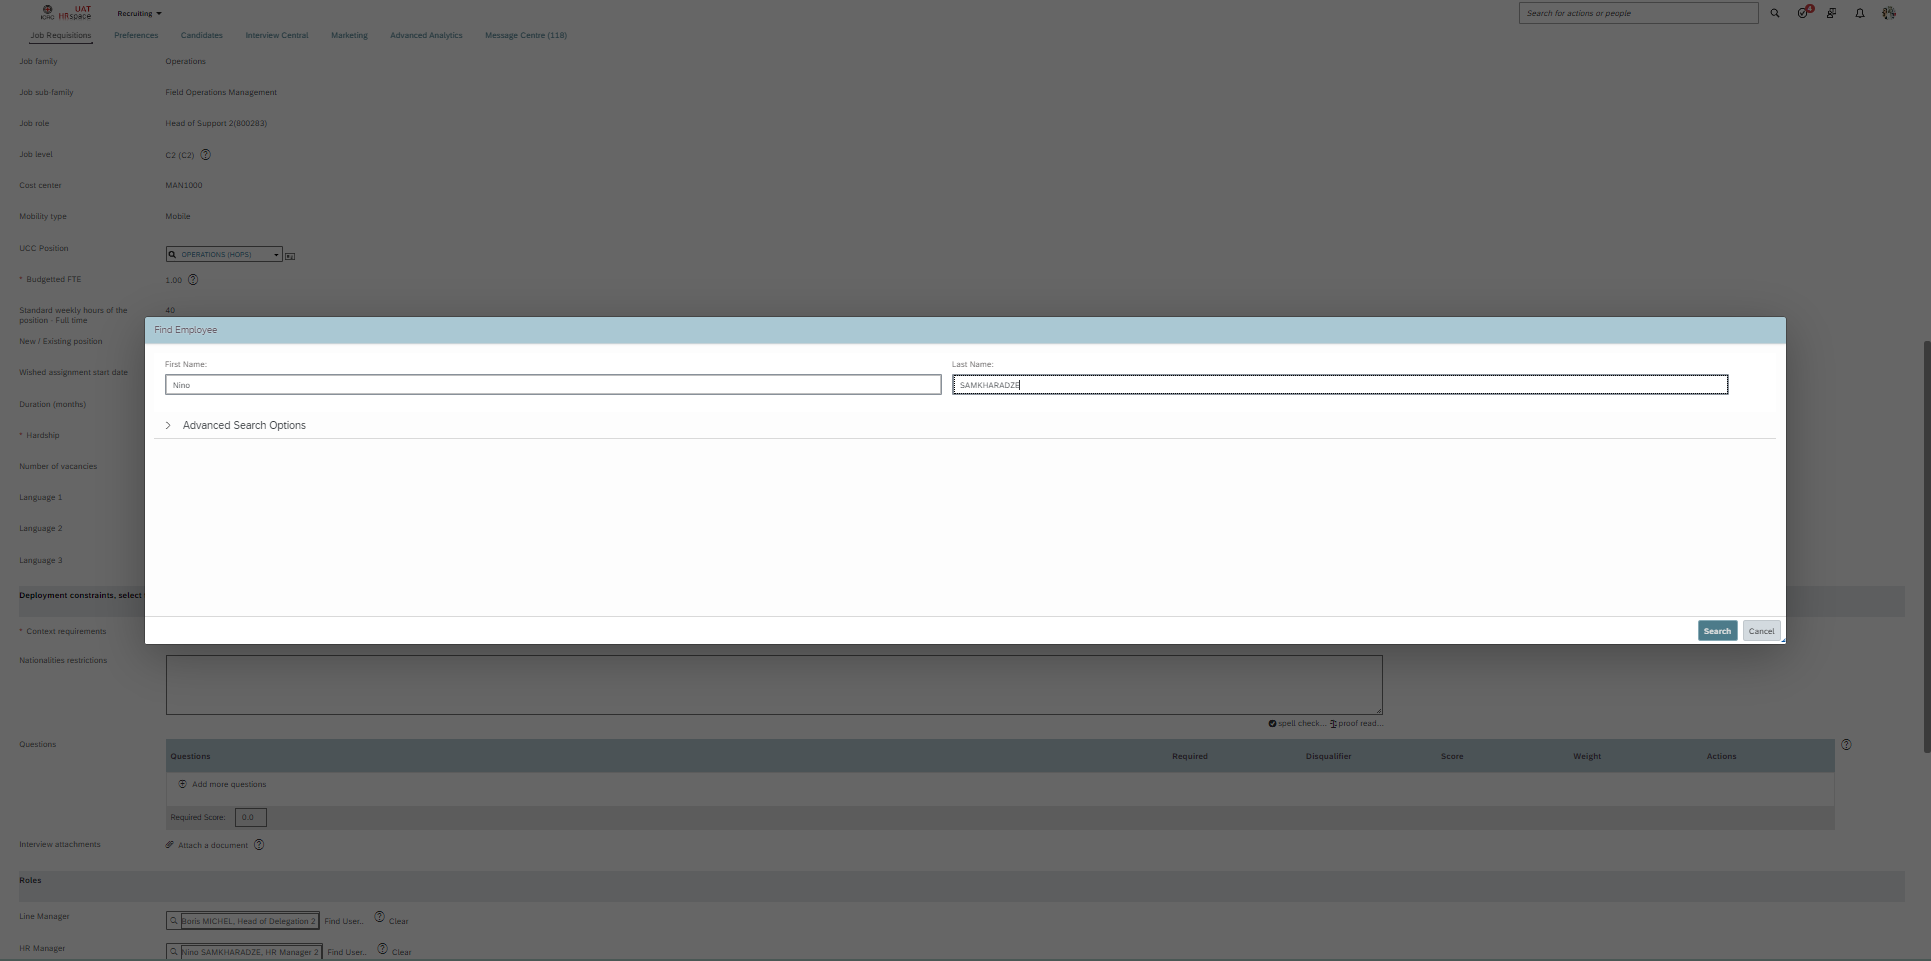 ICRC UAT HRspace
Recruiting
Search for actions or people
4
Job Requisitions Preferences Candidates Interview Central Marketing Advanced Analytics Message Centre (118)
Job family Operations
Job sub family Field Operations Management
Job role Head of Support 2(800283)
Job level C2 (C2) ?
Cost center MAN1000
Mobility type Mobile
UCC Position OPERATIONS (HOPS)
* Budgetted FTE 1.00 ?
Standard weekly hours of the 40
position - Full time
Find Employee
New / Existing position
First Name: Last Name:
Wished assignment start date
Nino SAMKHARADZE
Duration (months)
Advanced Search Options
* Hardship
Number of vacancies
Language 1
Language 2
Language 3
Deployment constraints, select
* Context requirements
Search Cancel
Nationalities restrictions
spell check... proof read...
Questions
Questions Required Disqualifier Score Weight Actions
Add more questions
Required Score: 0.0
Interview attachments Attach a document ?
Roles
Line Manager Boris MICHEL, Head of Delegation 2 Find User... ? Clear
HR Manager Nino SAMKHARADZE, HR Manager 2 Find User... ? Clear